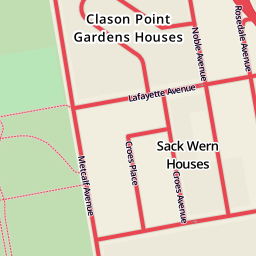 Clason Point
Gardens Houses
Noble Avenue
Rosedale Avenue
Lafayette Avenue
Sack Wern
Houses
Croes Place
Croes Avenue
Metcalf Avenue